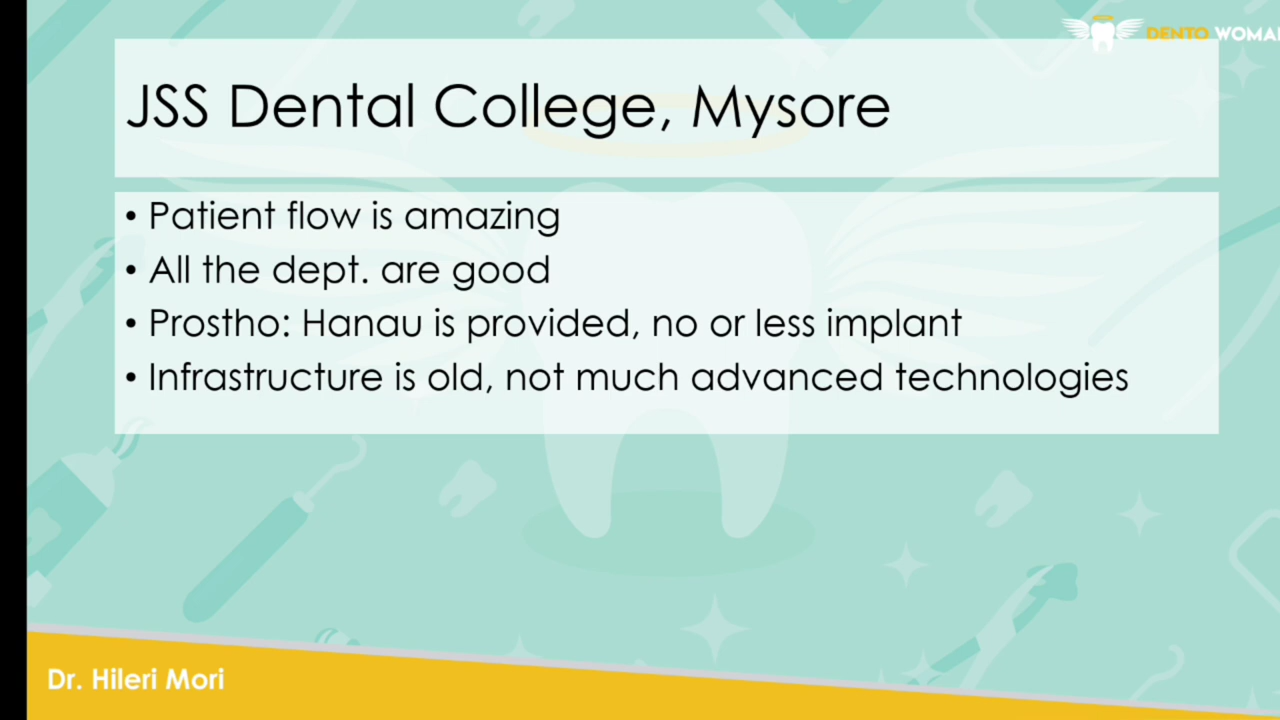 DENTO WOMA
JSS Dental College, Mysore
• Patient flow is amazing
• All the dept. are good
• Prostho: Hanau is provided, no or less implant
• Infrastructure is old, not much advanced technologies
Dr. Hileri Mori